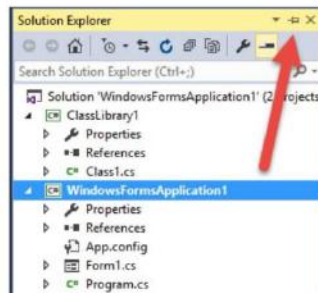 Solution Explorer
Search Solution Explorer (Ctrl+;)
Solution 'WindowsFormsApplication1' (2 projects
C# ClassLibrary1
Properties
References
C# Class1.cs
C# WindowsFormsApplication1
Properties
References
App.config
Form1.cs
C# Program.cs